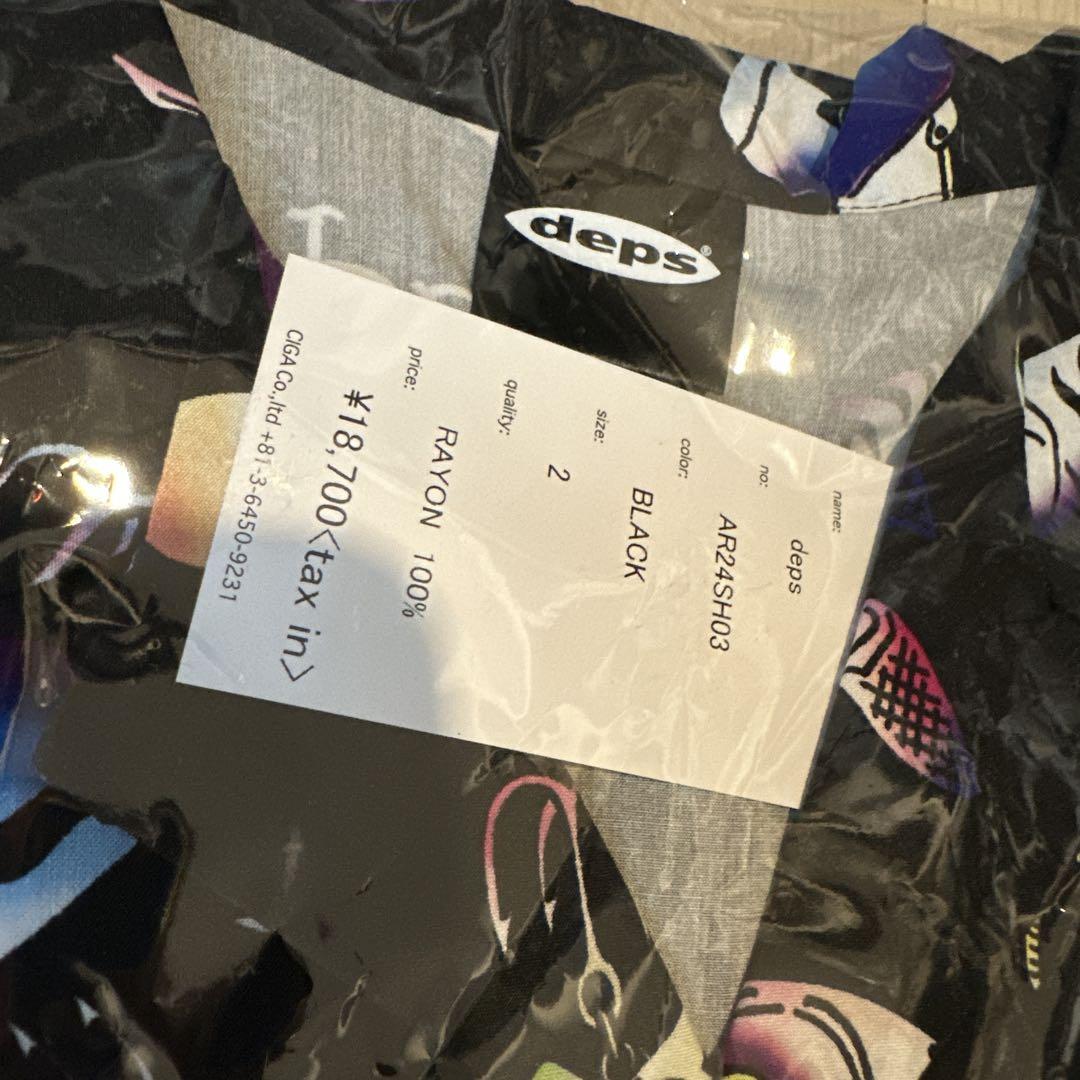 deps
name:
deps
no:
AR24SH03
color:
BLACK
size:
2
quality:
RAYON 100%
price:
¥18,700<tax in>
CIGA Co.,ltd +81-3-6450-9231